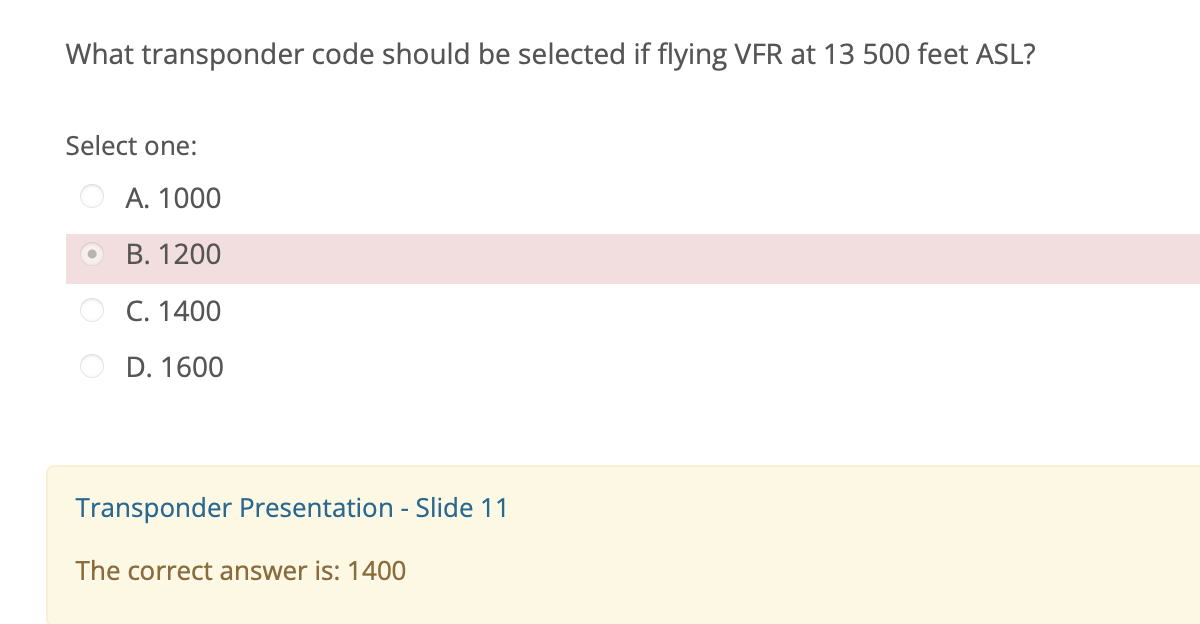 What transponder code should be selected if flying VFR at 13 500 feet ASL?
Select one:
A. 1000
B. 1200
C. 1400
D. 1600
Transponder Presentation - Slide 11
The correct answer is: 1400